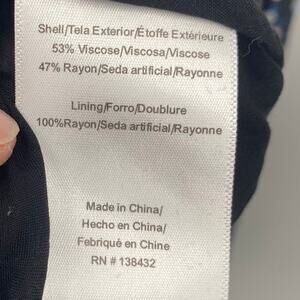 Shell/Tela Exterior/Étoffe Extérieure
53% Viscose/Viscosa/Viscose
47% Rayon/Seda artificial/Rayonne
Lining/Forro/Doublure
100%Rayon/Seda artificial/Rayonne
Made in China/
Hecho en China/
Fabriqué en Chine
RN # 138432